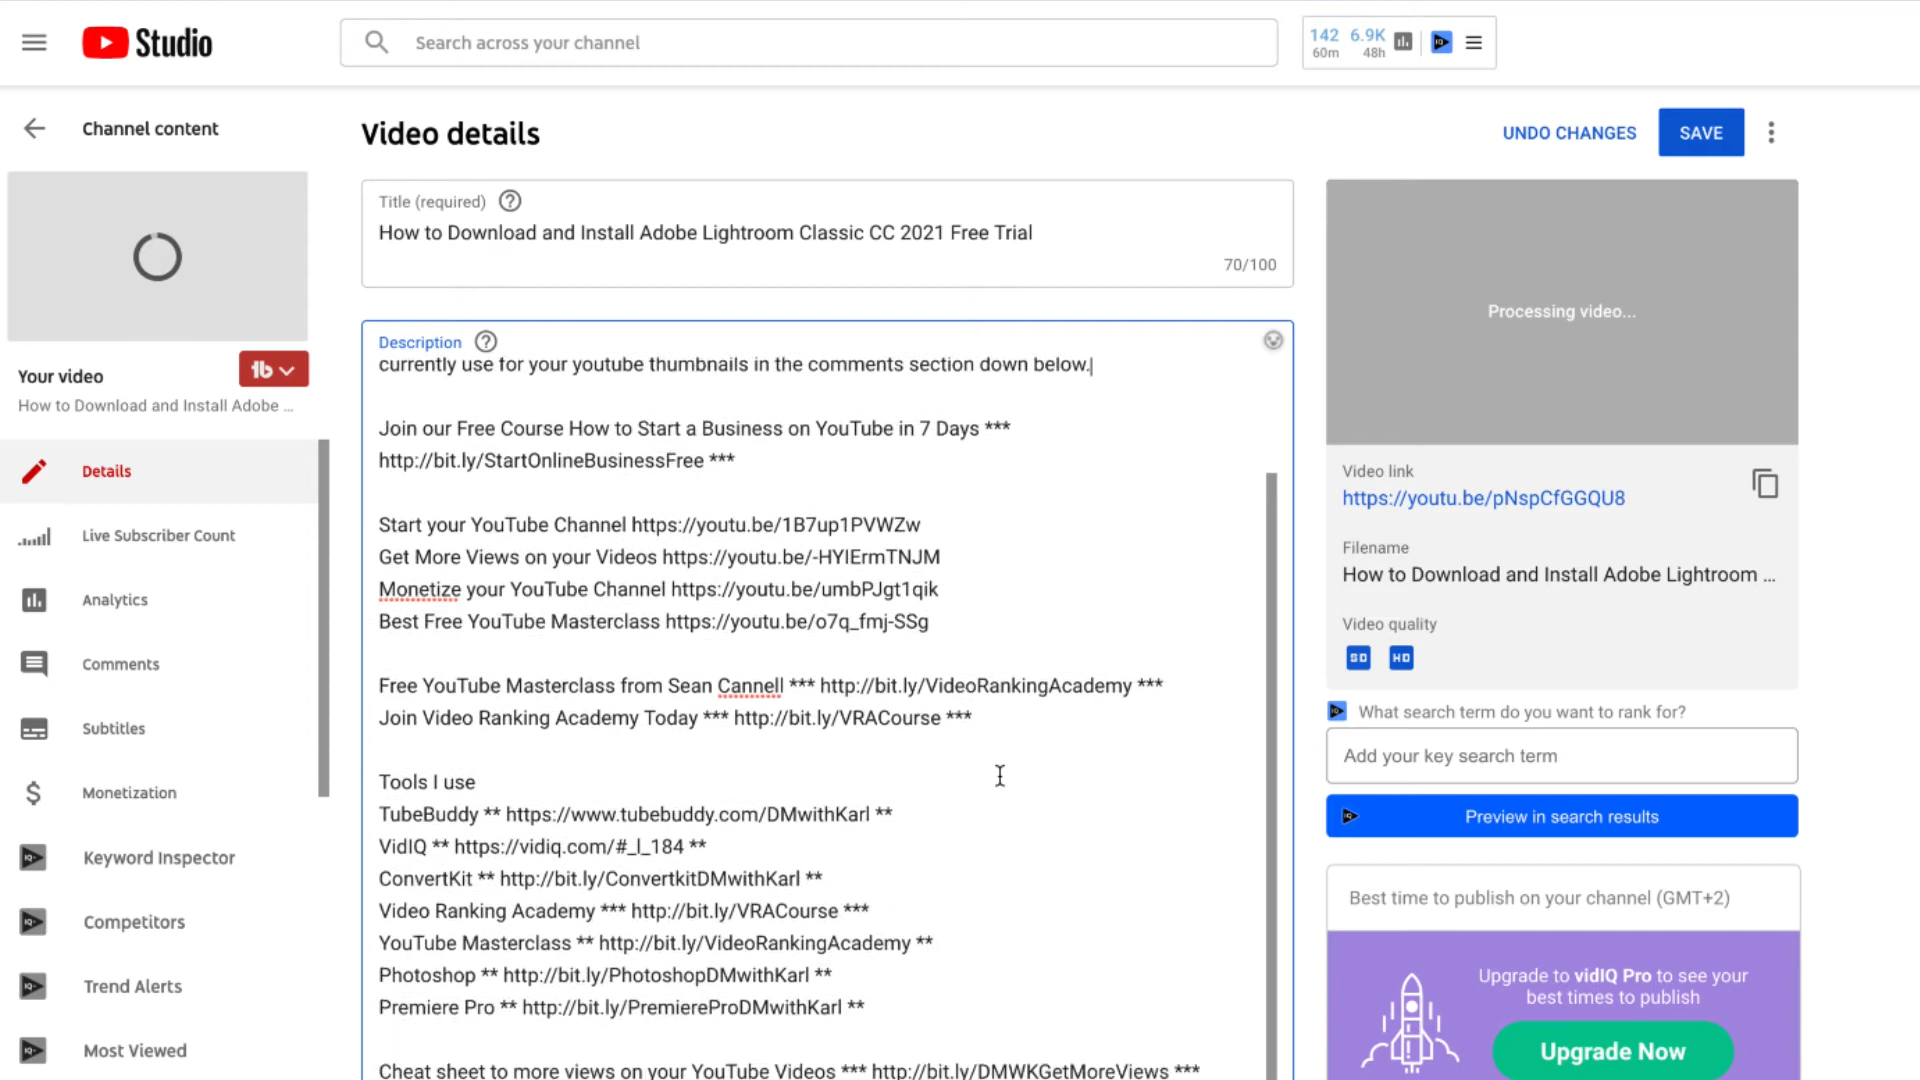 Studio
Search across your channel
142 6.9K
60m 48h
Channel content
Video details
UNDO CHANGES
SAVE
Title (required)
How to Download and Install Adobe Lightroom Classic CC 2021 Free Trial
70/100
Processing video...
Your video
How to Download and Install Adobe ...
Description
currently use for your youtube thumbnails in the comments section down below.
Join our Free Course How to Start a Business on YouTube in 7 Days ***
http://bit.ly/StartOnlineBusinessFree ***
Start your YouTube Channel https://youtu.be/1B7up1PVWZw
Get More Views on your Videos https://youtu.be/-HYIErmTNJM
Monetize your YouTube Channel https://youtu.be/umbPJgt1qik
Best Free YouTube Masterclass https://youtu.be/o7q_fmj-SSg
Free YouTube Masterclass from Sean Cannell *** http://bit.ly/VideoRankingAcademy ***
Join Video Ranking Academy Today *** http://bit.ly/VRACourse ***
Tools I use
TubeBuddy ** https://www.tubebuddy.com/DMwithKarl **
VidIQ ** https://vidiq.com/#_l_184 **
ConvertKit ** http://bit.ly/ConvertkitDMwithKarl **
Video Ranking Academy *** http://bit.ly/VRACourse ***
YouTube Masterclass ** http://bit.ly/VideoRankingAcademy **
Photoshop ** http://bit.ly/PhotoshopDMwithKarl **
Premiere Pro ** http://bit.ly/PremiereProDMwithKarl **
Cheat sheet to more views on your YouTube Videos *** http://bit.ly/DMWKGetMoreViews ***
Details
Live Subscriber Count
Analytics
Comments
Subtitles
Monetization
Keyword Inspector
Competitors
Trend Alerts
Most Viewed
Video link
https://youtu.be/pNspCfGGQU8
Filename
How to Download and Install Adobe Lightroom ...
Video quality
SD HD
What search term do you want to rank for?
Add your key search term
Preview in search results
Best time to publish on your channel (GMT+2)
Upgrade to vidIQ Pro to see your
best times to publish
Upgrade Now